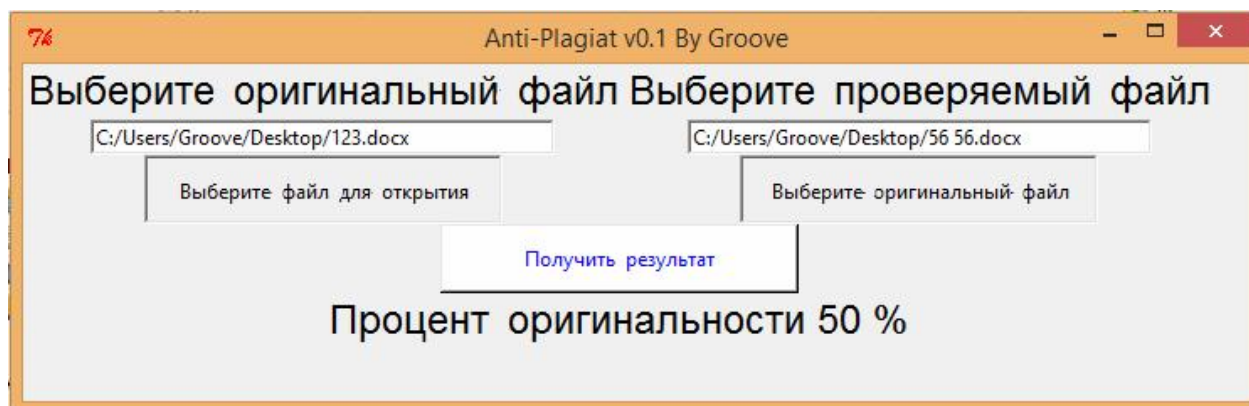 Anti-Plagiat v0.1 By Groove
Выберите оригинальный файл Выберите проверяемый файл
C:/Users/Groove/Desktop/123.docx C:/Users/Groove/Desktop/56 56.docx
Выберите файл для открытия Выберите оригинальный файл
Получить результат
Процент оригинальности 50 %